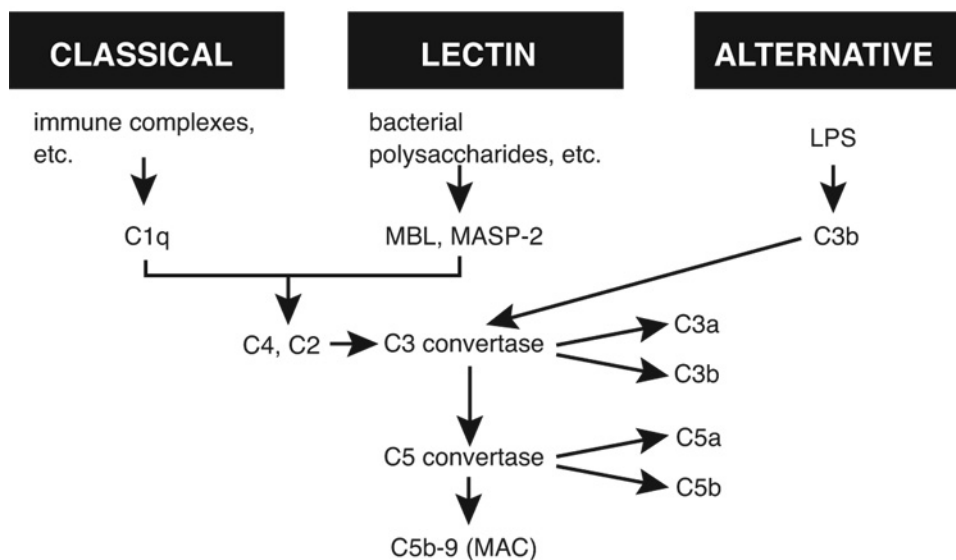 CLASSICAL
LECTIN
ALTERNATIVE
immune complexes,
etc.
bacterial
polysaccharides, etc.
LPS
C1q
MBL, MASP-2
C3b
C4, C2
C3 convertase
C3a
C3b
C5 convertase
C5a
C5b
C5b-9 (MAC)